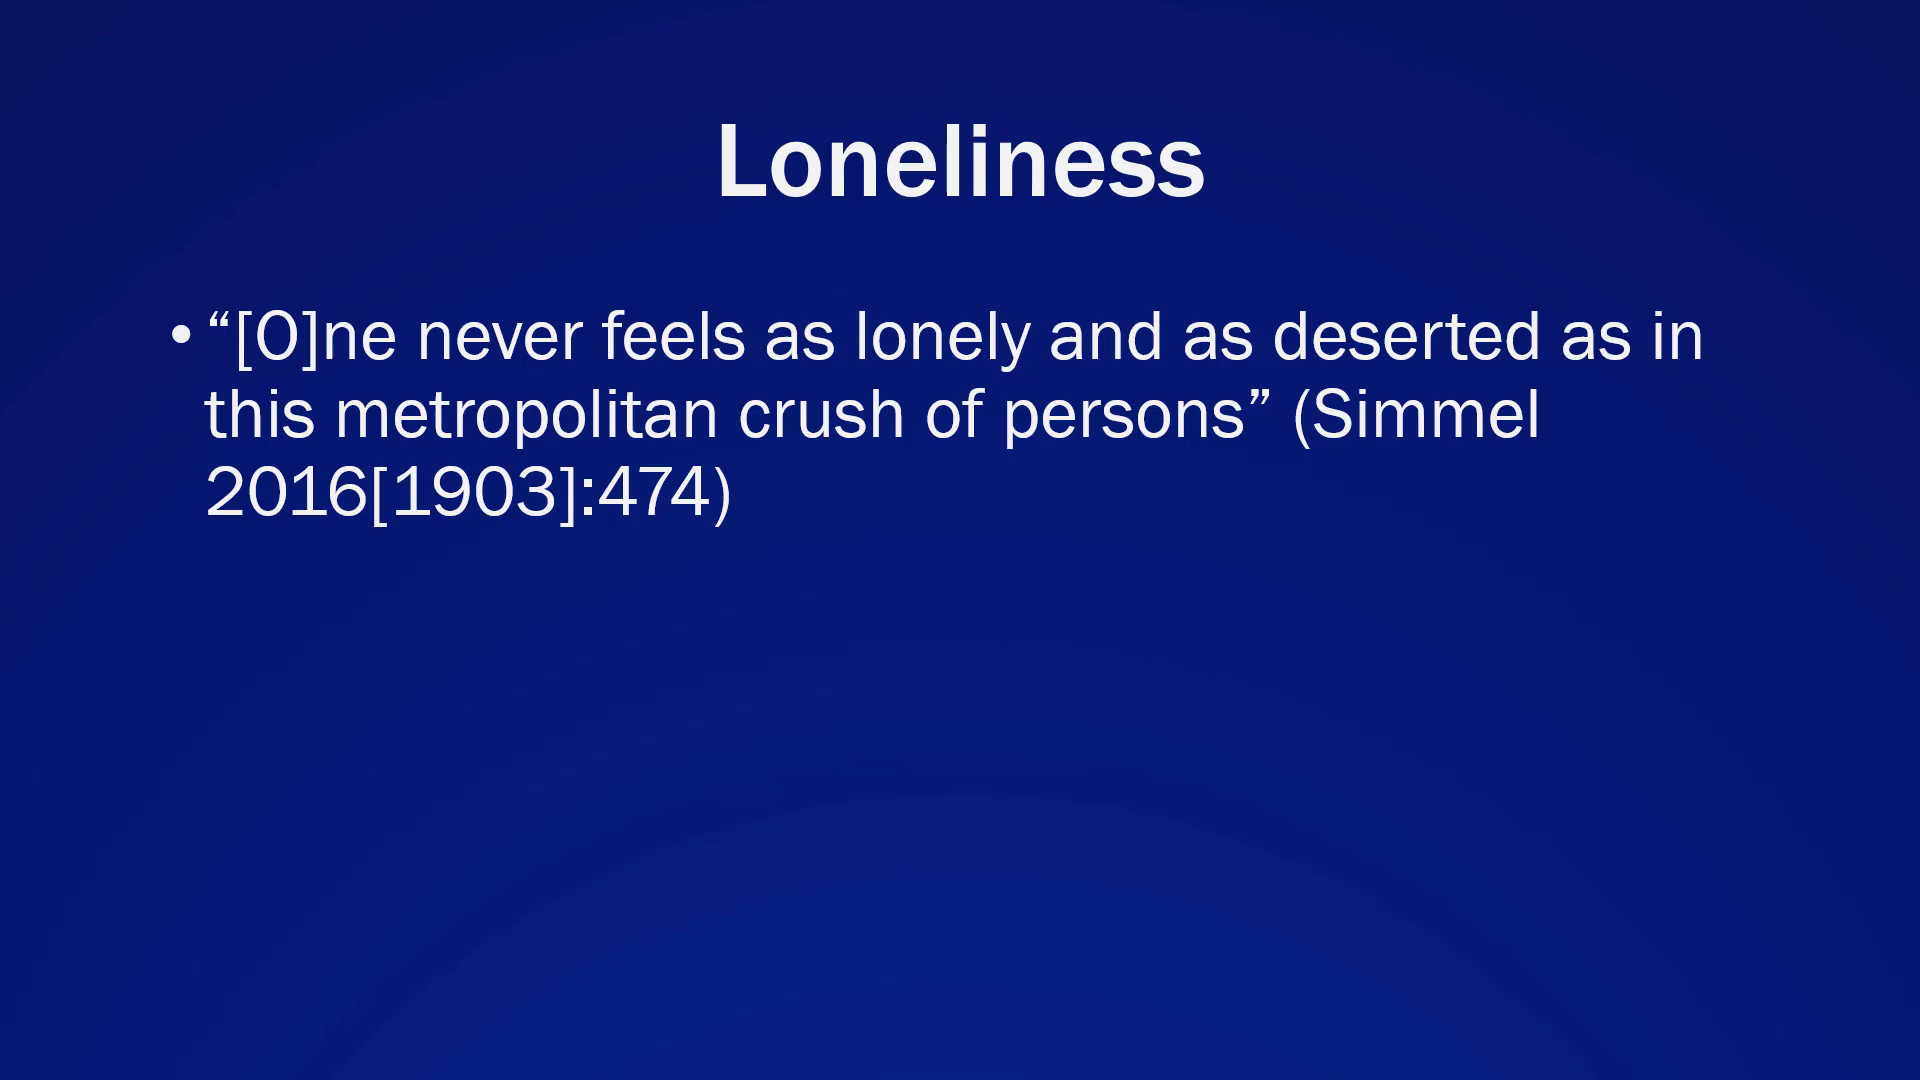 Loneliness
• “[O]ne never feels as lonely and as deserted as in
this metropolitan crush of persons” (Simmel
2016[1903]:474)